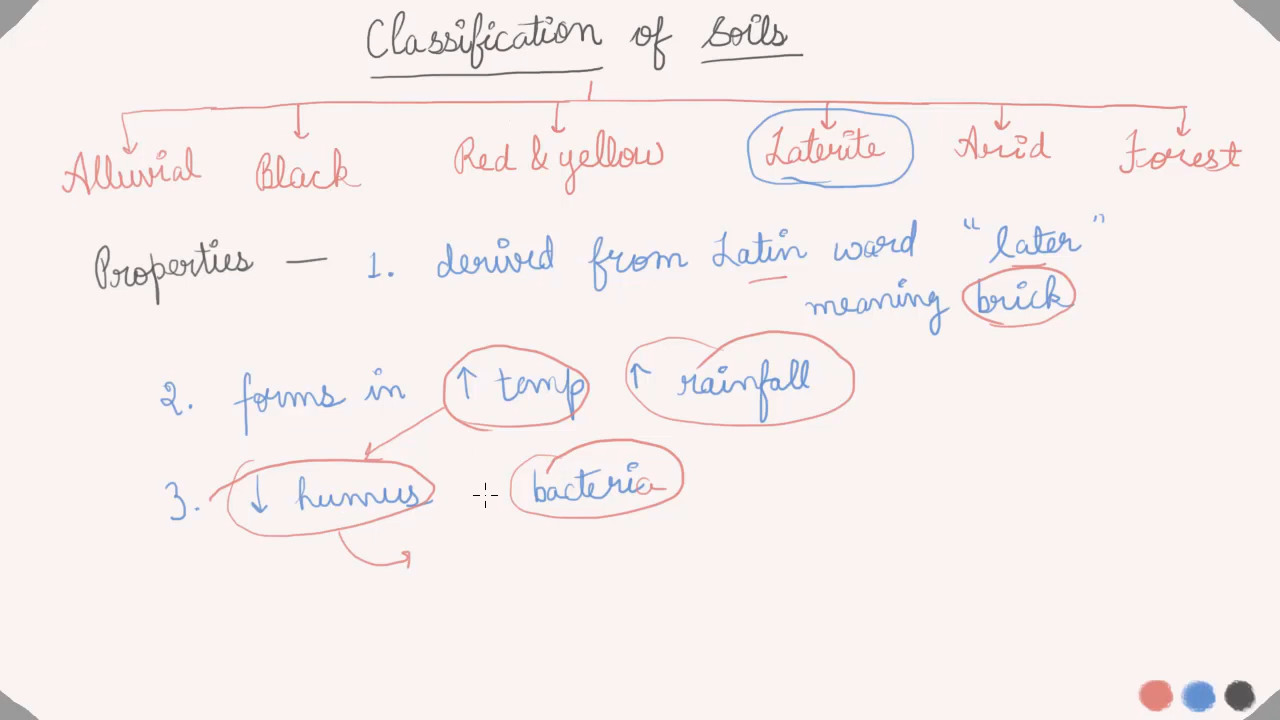 Classification of Soils
Alluvial Black Red & yellow Laterite Arid Forest
Properties — 1. derived from Latin word "later"
meaning brick
2. forms in ↑ temp ↑ rainfall
3. ↓ humus bacteria